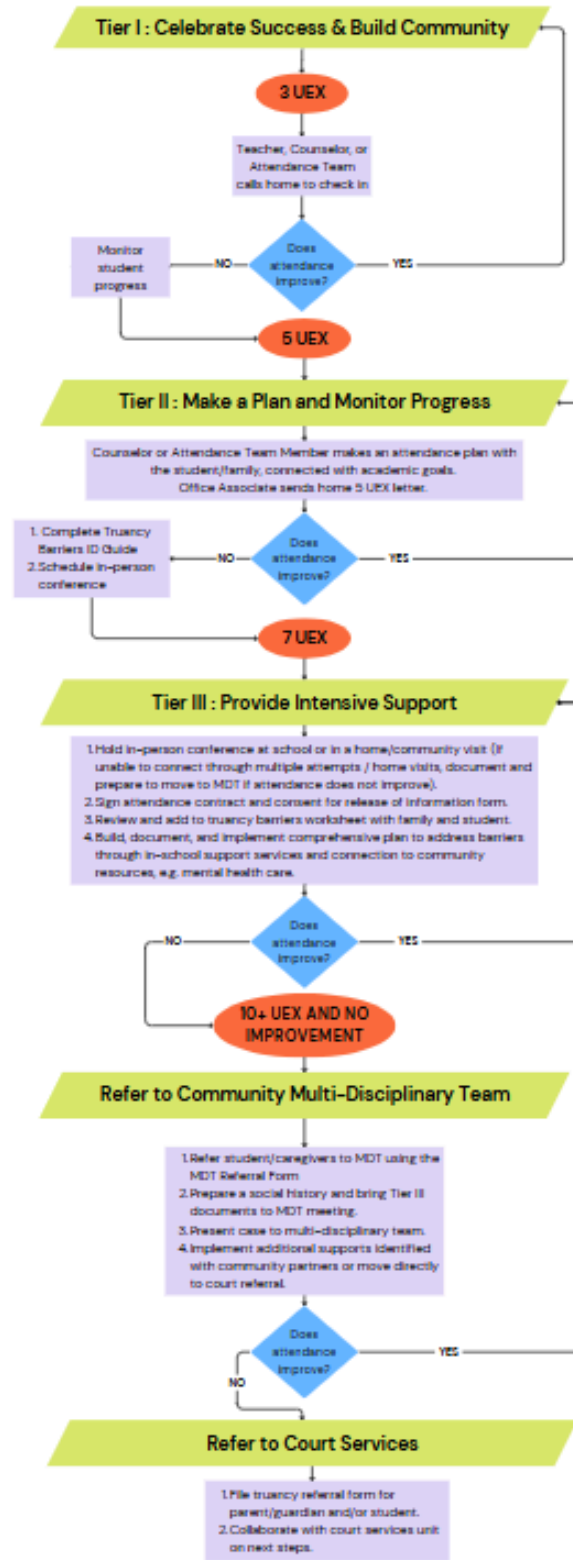 Tier I : Celebrate Success & Build Community
3 UEX
Teacher, Counselor, or
Attendance Team
calls home to check in
Does
attendance
improve?
NO
YES
Monitor
student
progress
5 UEX
Tier II : Make a Plan and Monitor Progress
Counselor or Attendance Team Member makes an attendance plan with
the student/family, connected with academic goals.
Office Associate sends home 5 UEX letter.
Does
attendance
improve?
NO
YES
1. Complete Truancy
Barriers ID Guide
2. Schedule in-person
conference
7 UEX
Tier III : Provide Intensive Support
1. Hold in-person conference at school or in a home/community visit (If
unable to connect through multiple attempts / home visits, document and
prepare to move to MDT if attendance does not improve).
2. Sign attendance contract and consent for release of information form.
3. Review and add to truancy barriers worksheet with family and student.
4. Build, document, and implement comprehensive plan to address barriers
through in-school support services and connection to community
resources, e.g. mental health care.
Does
attendance
improve?
NO
YES
10+ UEX AND NO
IMPROVEMENT
Refer to Community Multi-Disciplinary Team
1. Refer student/caregivers to MDT using the
MDT Referral Form
2. Prepare a social history and bring Tier III
documents to MDT meeting.
3. Present case to multi-disciplinary team.
4. Implement additional supports identified
with community partners or move directly
to court referral.
Does
attendance
improve?
YES
NO
Refer to Court Services
1. File truancy referral form for
parent/guardian and/or student.
2. Collaborate with court services unit
on next steps.